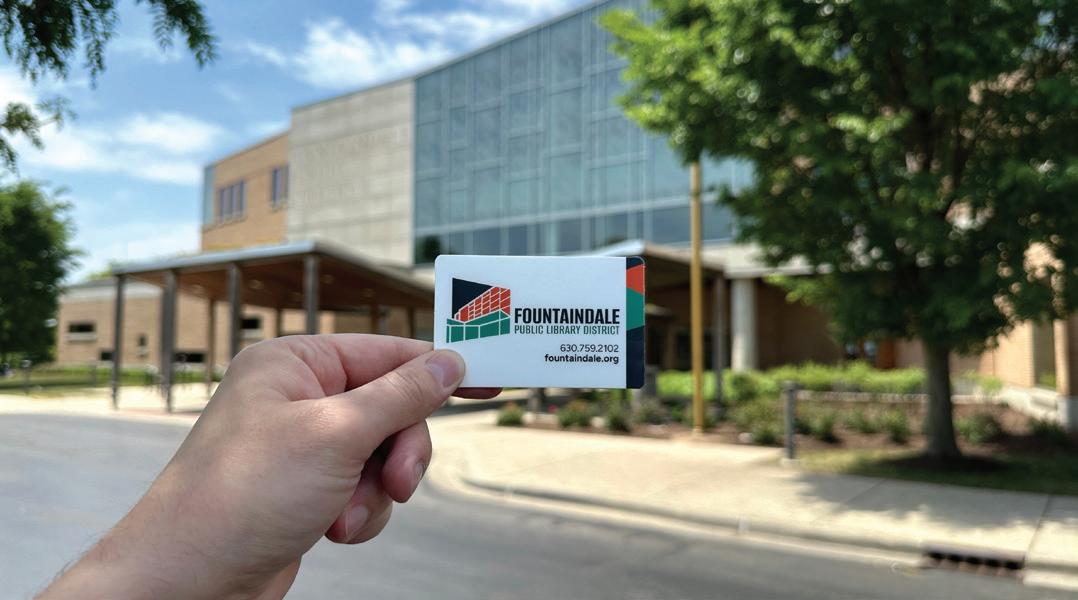 FOUNTAINDALE
PUBLIC LIBRARY DISTRICT
630.759.2102
fountaindale.org